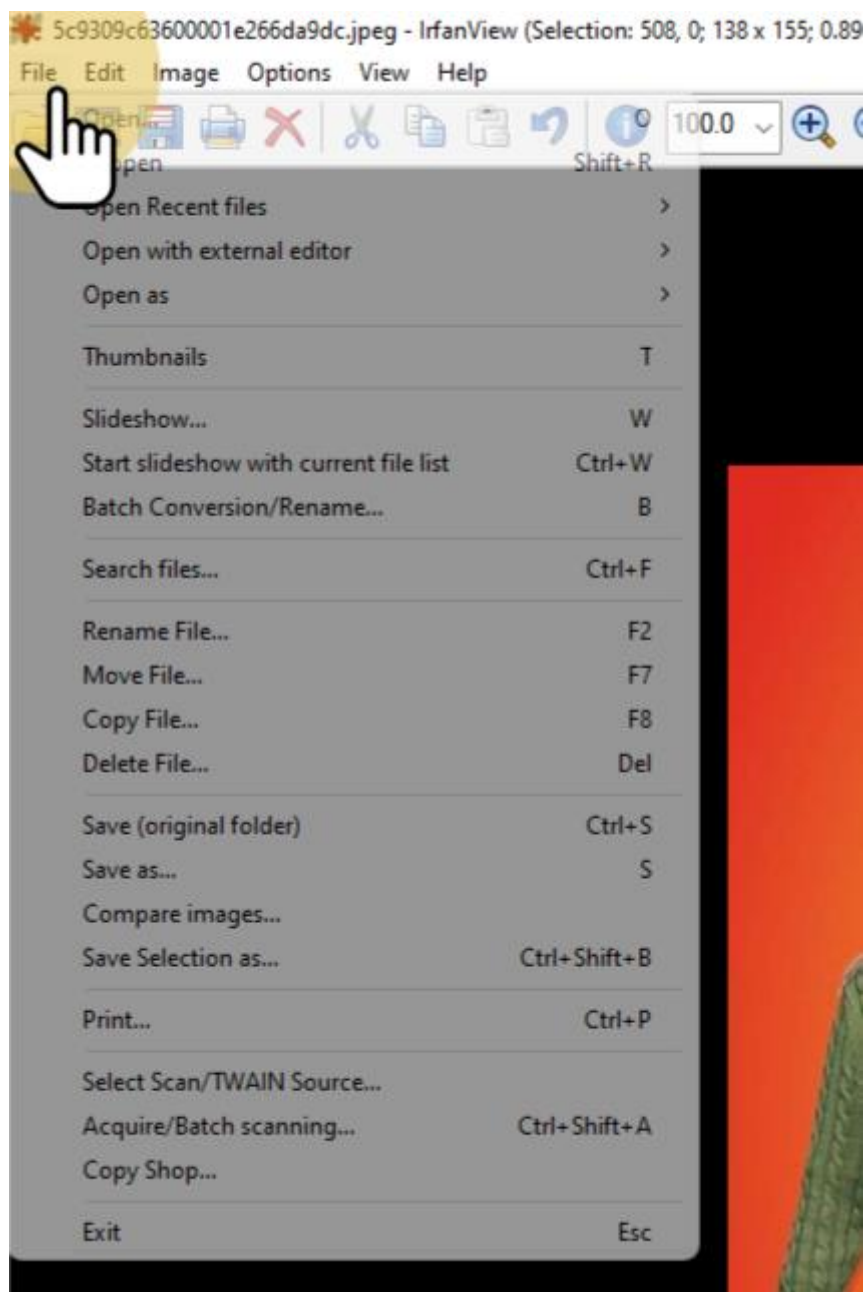 5c9309c63600001e266da9dc.jpeg - IrfanView (Selection: 508, 0; 138 x 155; 0.89
File Edit Image Options View Help
Open... O
open Shift+R
100.0
Open Recent files >
Open with external editor >
Open as >
Thumbnails T
Slideshow... W
Start slideshow with current file list Ctrl+W
Batch Conversion/Rename... B
Search files... Ctrl+F
Rename File... F2
Move File... F7
Copy File... F8
Delete File... Del
Save (original folder) Ctrl+S
Save as... S
Compare images...
Save Selection as... Ctrl+Shift+B
Print... Ctrl+P
Select Scan/TWAIN Source...
Acquire/Batch scanning... Ctrl+Shift+A
Copy Shop...
Exit Esc